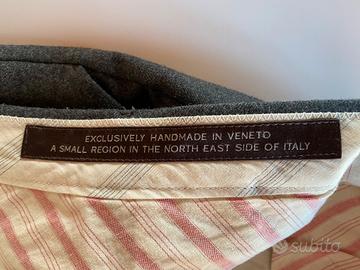 EXCLUSIVELY HANDMADE IN VENETO
A SMALL REGION IN THE NORTH EAST SIDE OF ITALY
subito